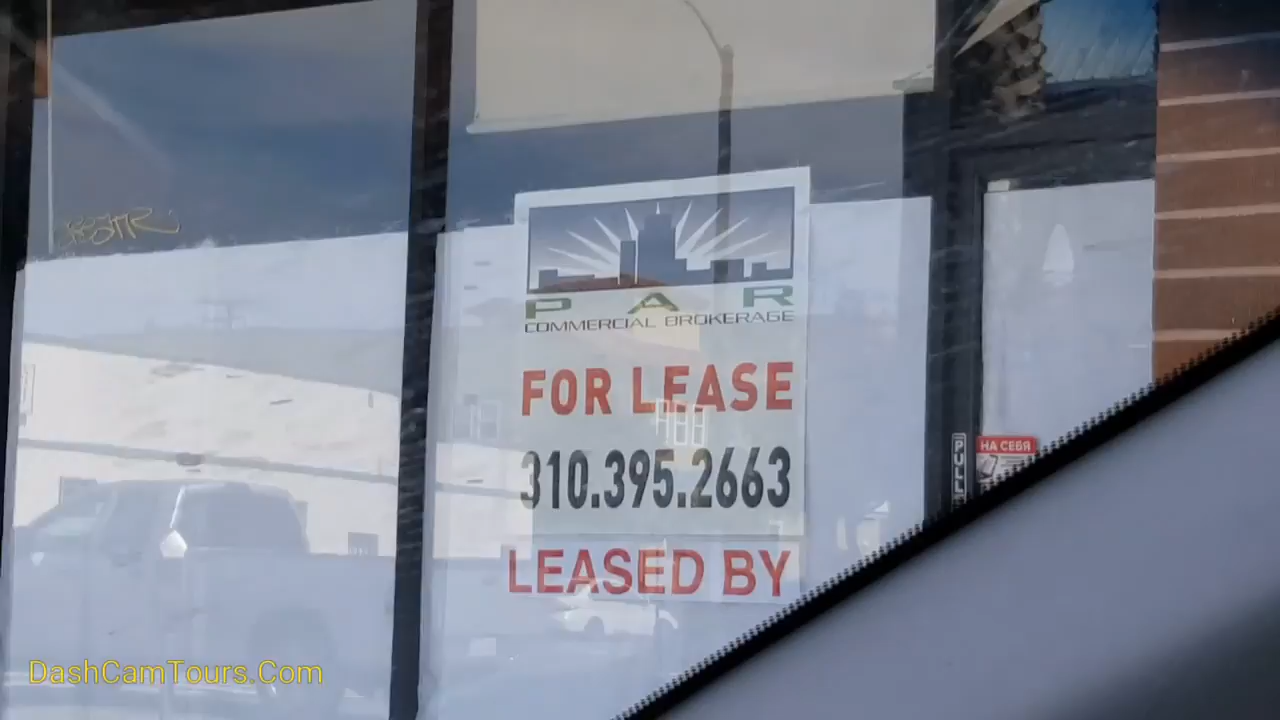 PAR
COMMERCIAL BROKERAGE
FOR LEASE
310.395.2663
LEASED BY
PULL
НА СЕБЯ
DashCamTours.Com